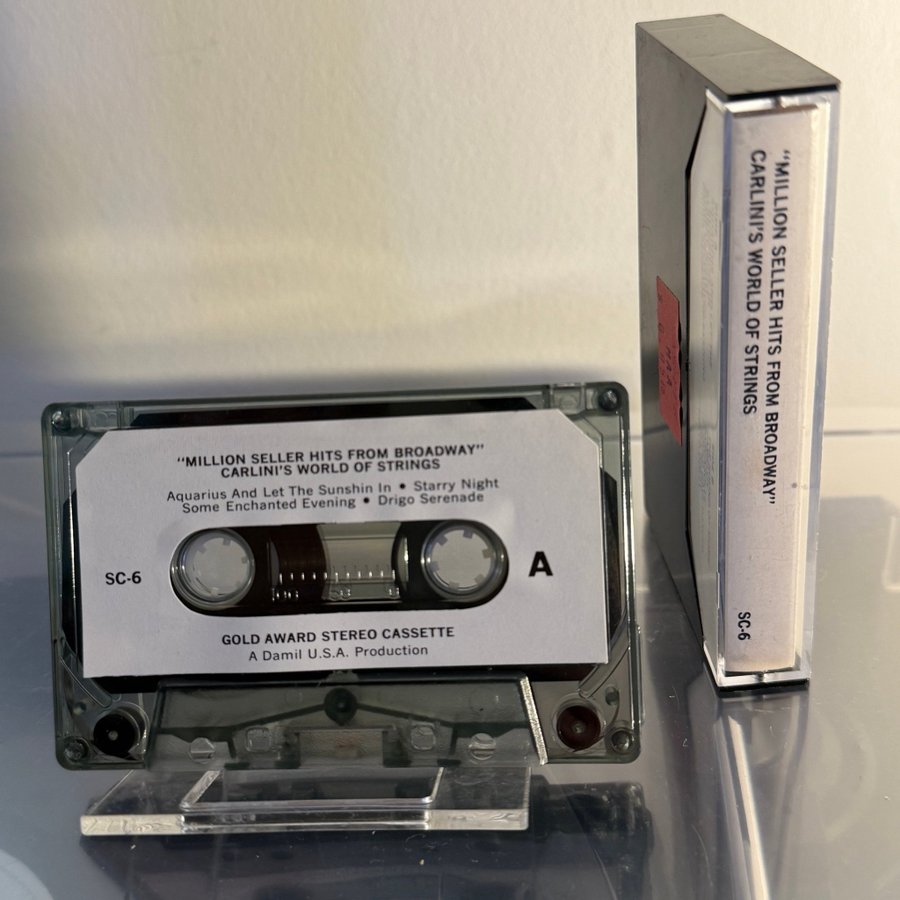 "MILLION SELLER HITS FROM BROADWAY"
CARLINI'S WORLD OF STRINGS
Aquarius And Let The Sunshin In • Starry Night
Some Enchanted Evening • Drigo Serenade
SC-6
A
GOLD AWARD STEREO CASSETTE
A Damil U.S.A. Production
"MILLION SELLER HITS FROM BROADWAY"
CARLINI'S WORLD OF STRINGS
SC-6